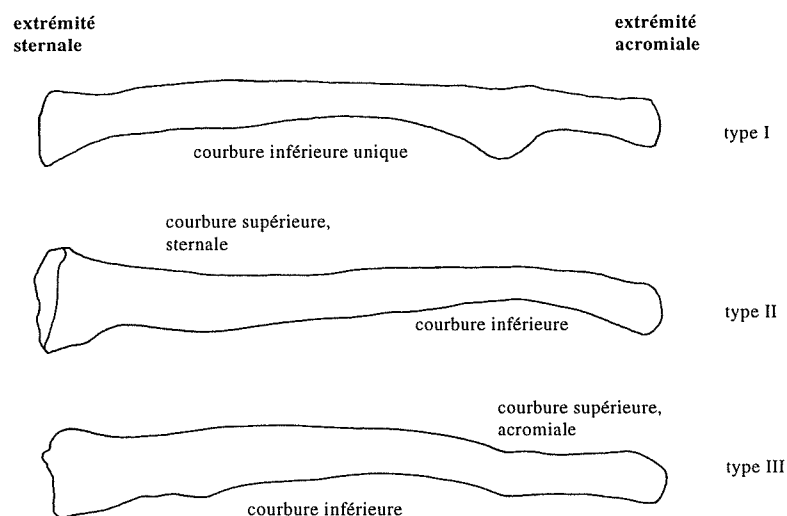 extrémité
sternale
extrémité
acromiale
type I
courbure inférieure unique
courbure supérieure,
sternale
type II
courbure inférieure
courbure supérieure,
acromiale
type III
courbure inférieure